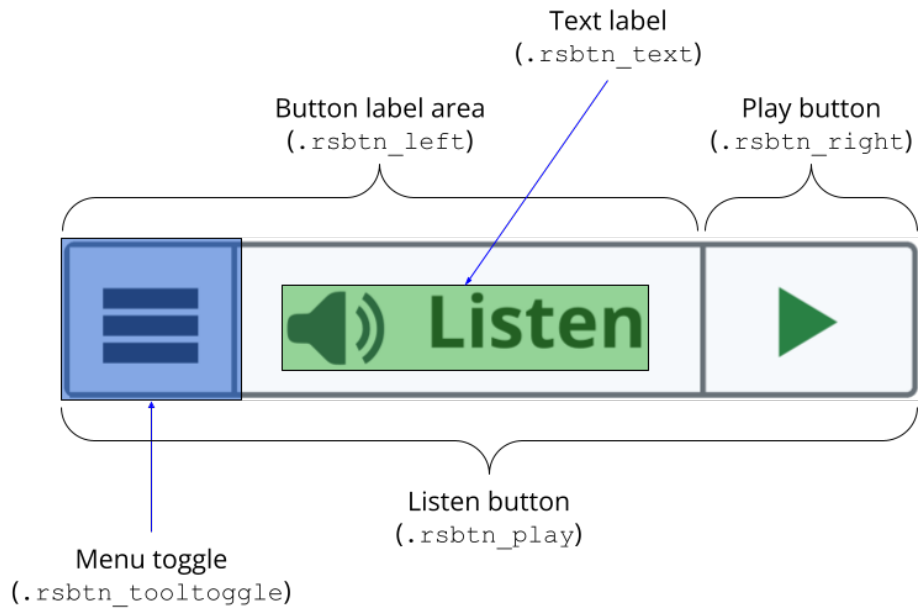 Text label
(.rsbtn_text)
Button label area
(.rsbtn_left)
Play button
(.rsbtn_right)
Listen
Listen button
(.rsbtn_play)
Menu toggle
(.rsbtn_tooltoggle)